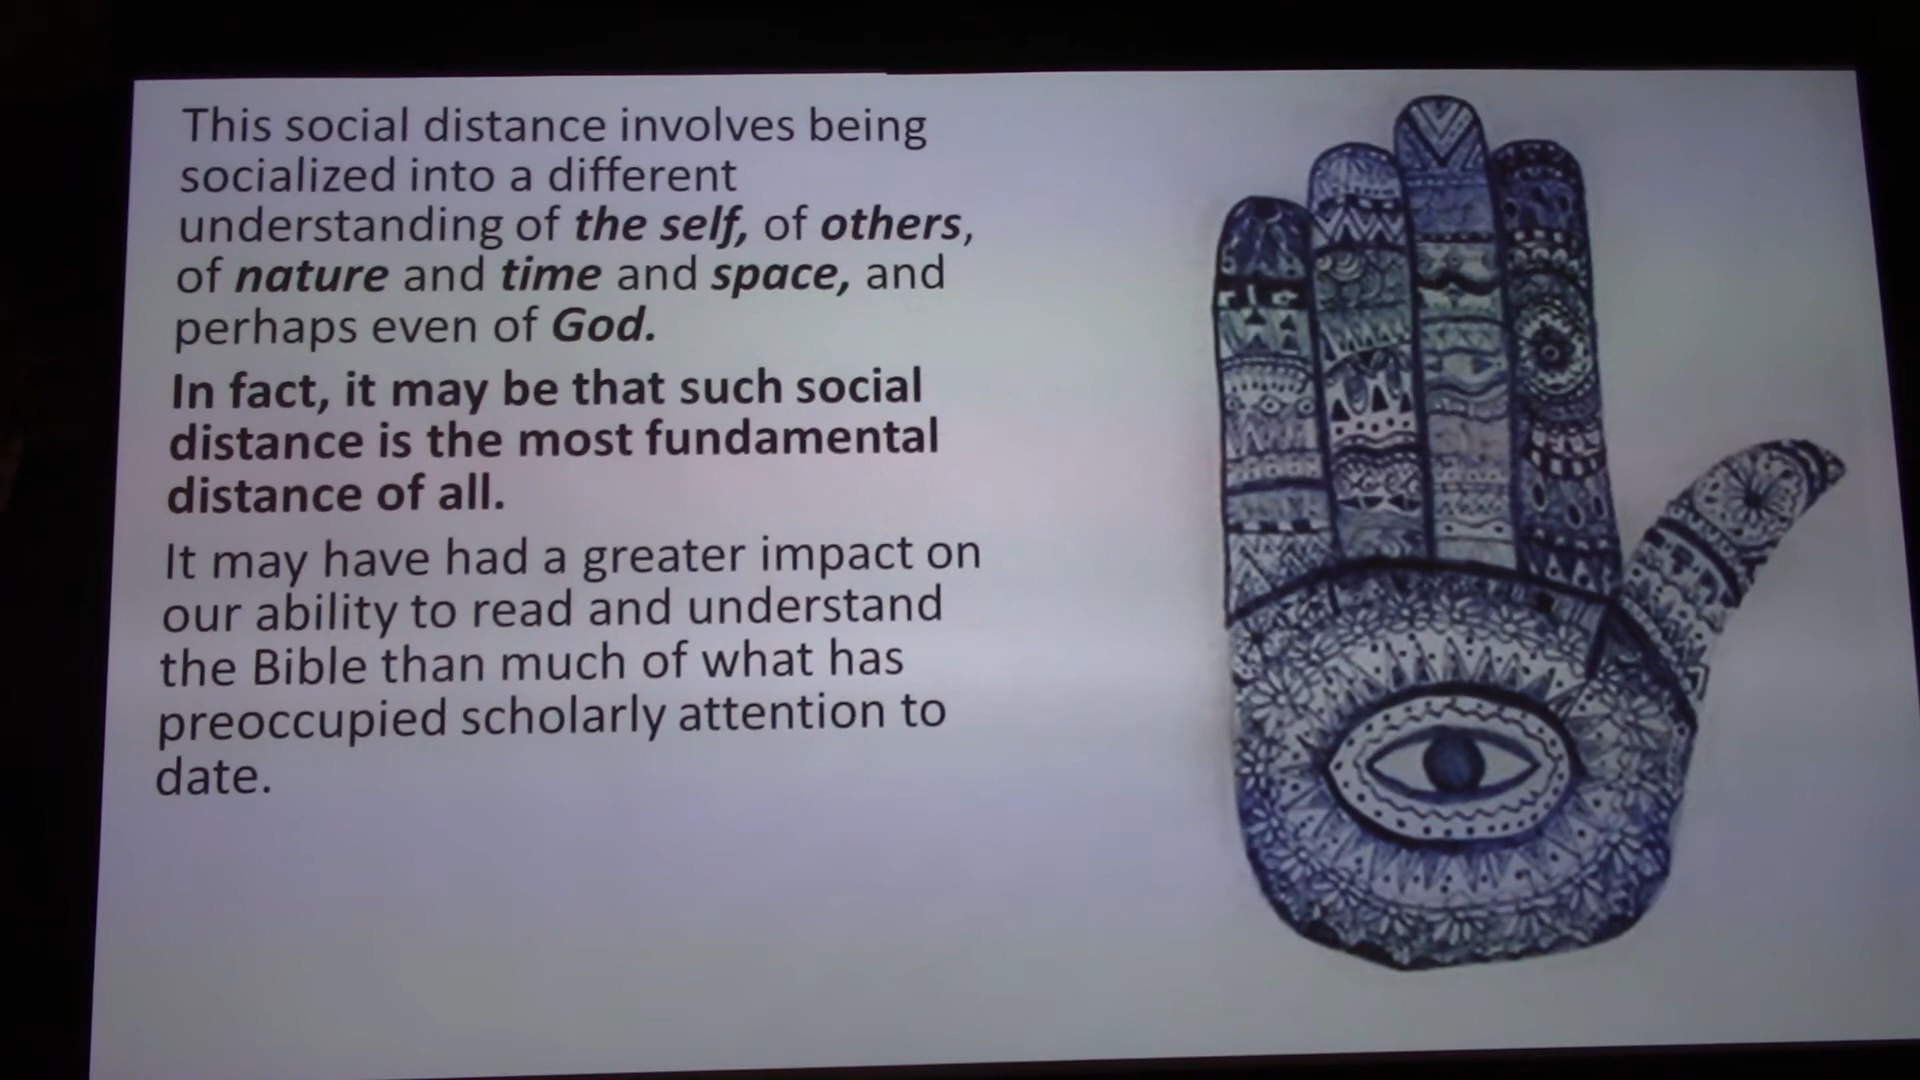 This social distance involves being
socialized into a different
understanding of the self, of others,
of nature and time and space, and
perhaps even of God.
In fact, it may be that such social
distance is the most fundamental
distance of all.
It may have had a greater impact on
our ability to read and understand
the Bible than much of what has
preoccupied scholarly attention to
date.